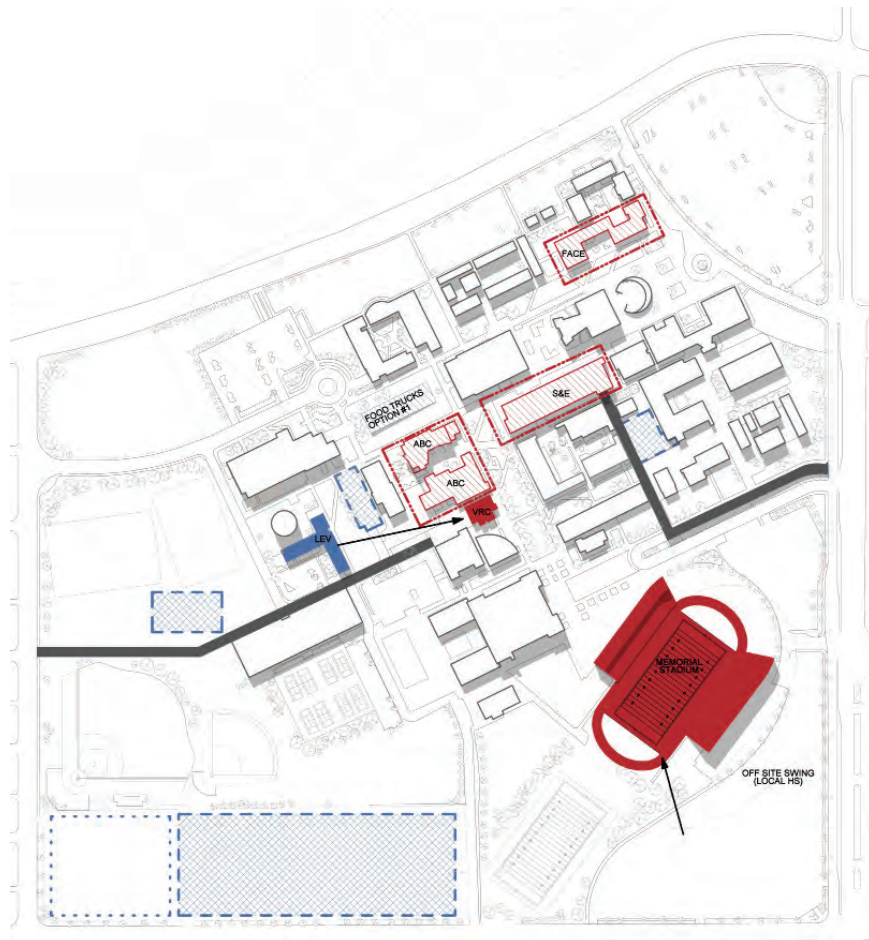 FACE
S&E
FOOD TRUCKS
OPTION #1
ABC
ABC
VRC
LEV
MEMORIAL
STADIUM
OFF SITE SWING
(LOCAL HS)